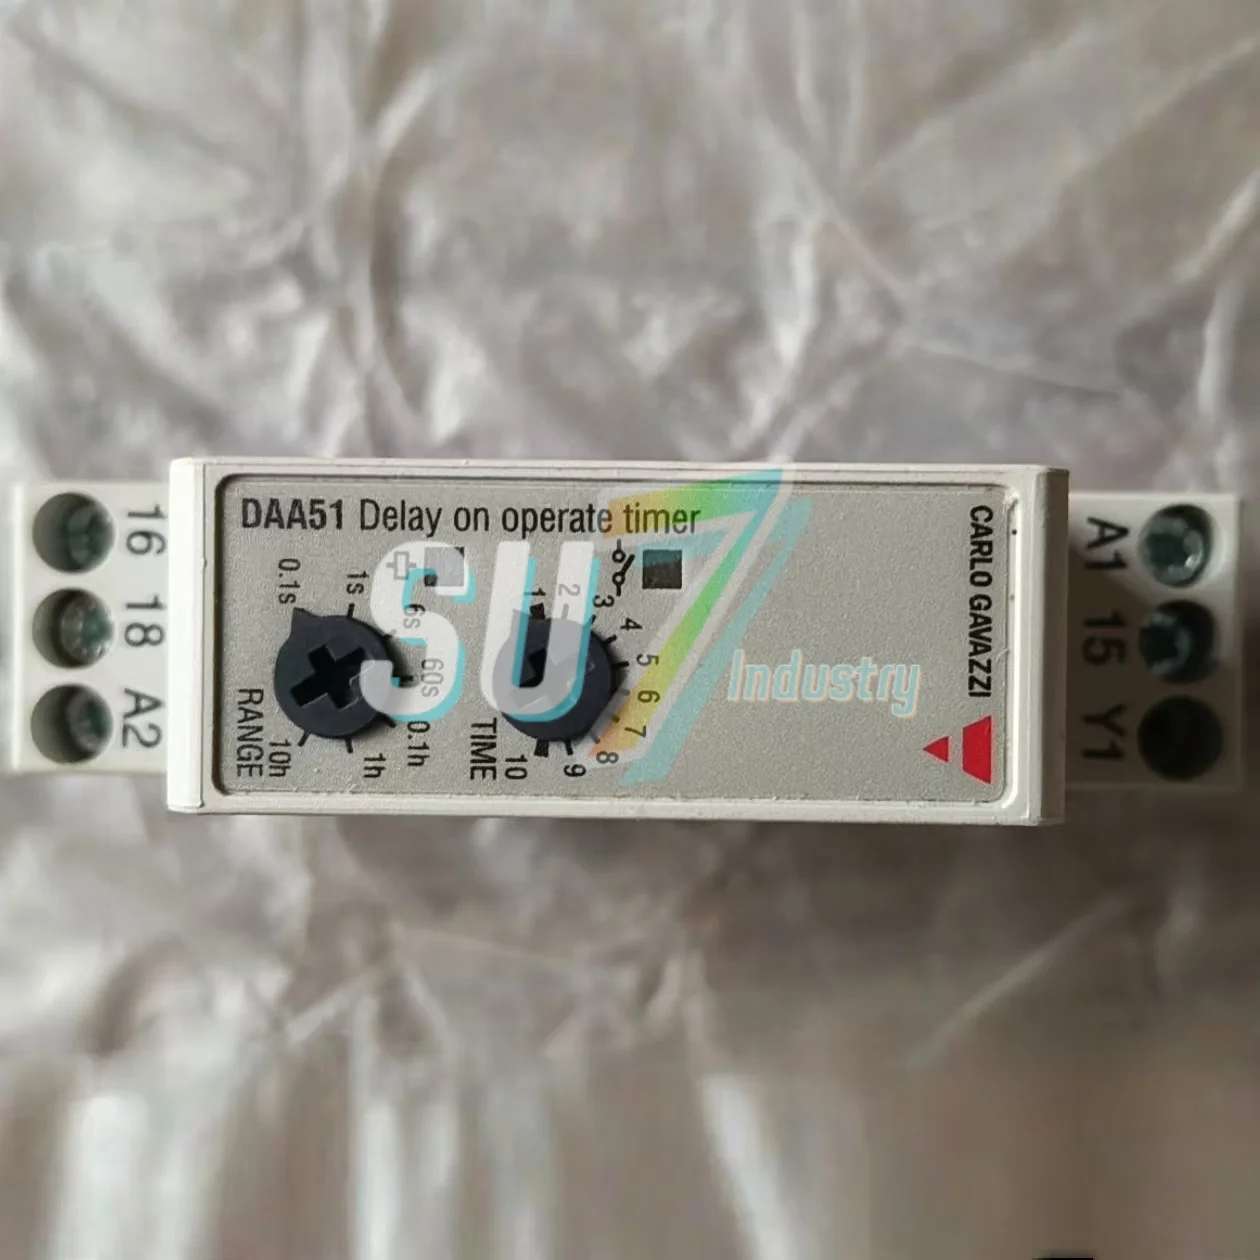 DAA51 Delay on operate timer
16
18
A2
0.1s
1s
6s
60s
0.1h
1h
10h
RANGE
1
2
3
4
5
6
7
8
9
10
TIME
SU7
Industry
CARLO GAVAZZI
A1
15
Y1